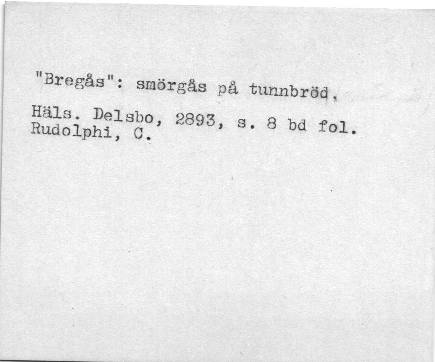 "Bregås": smörgås på tunnbröd.
Häls. Delsbo, 2893, s. 8 bd fol.
Rudolphi, C.